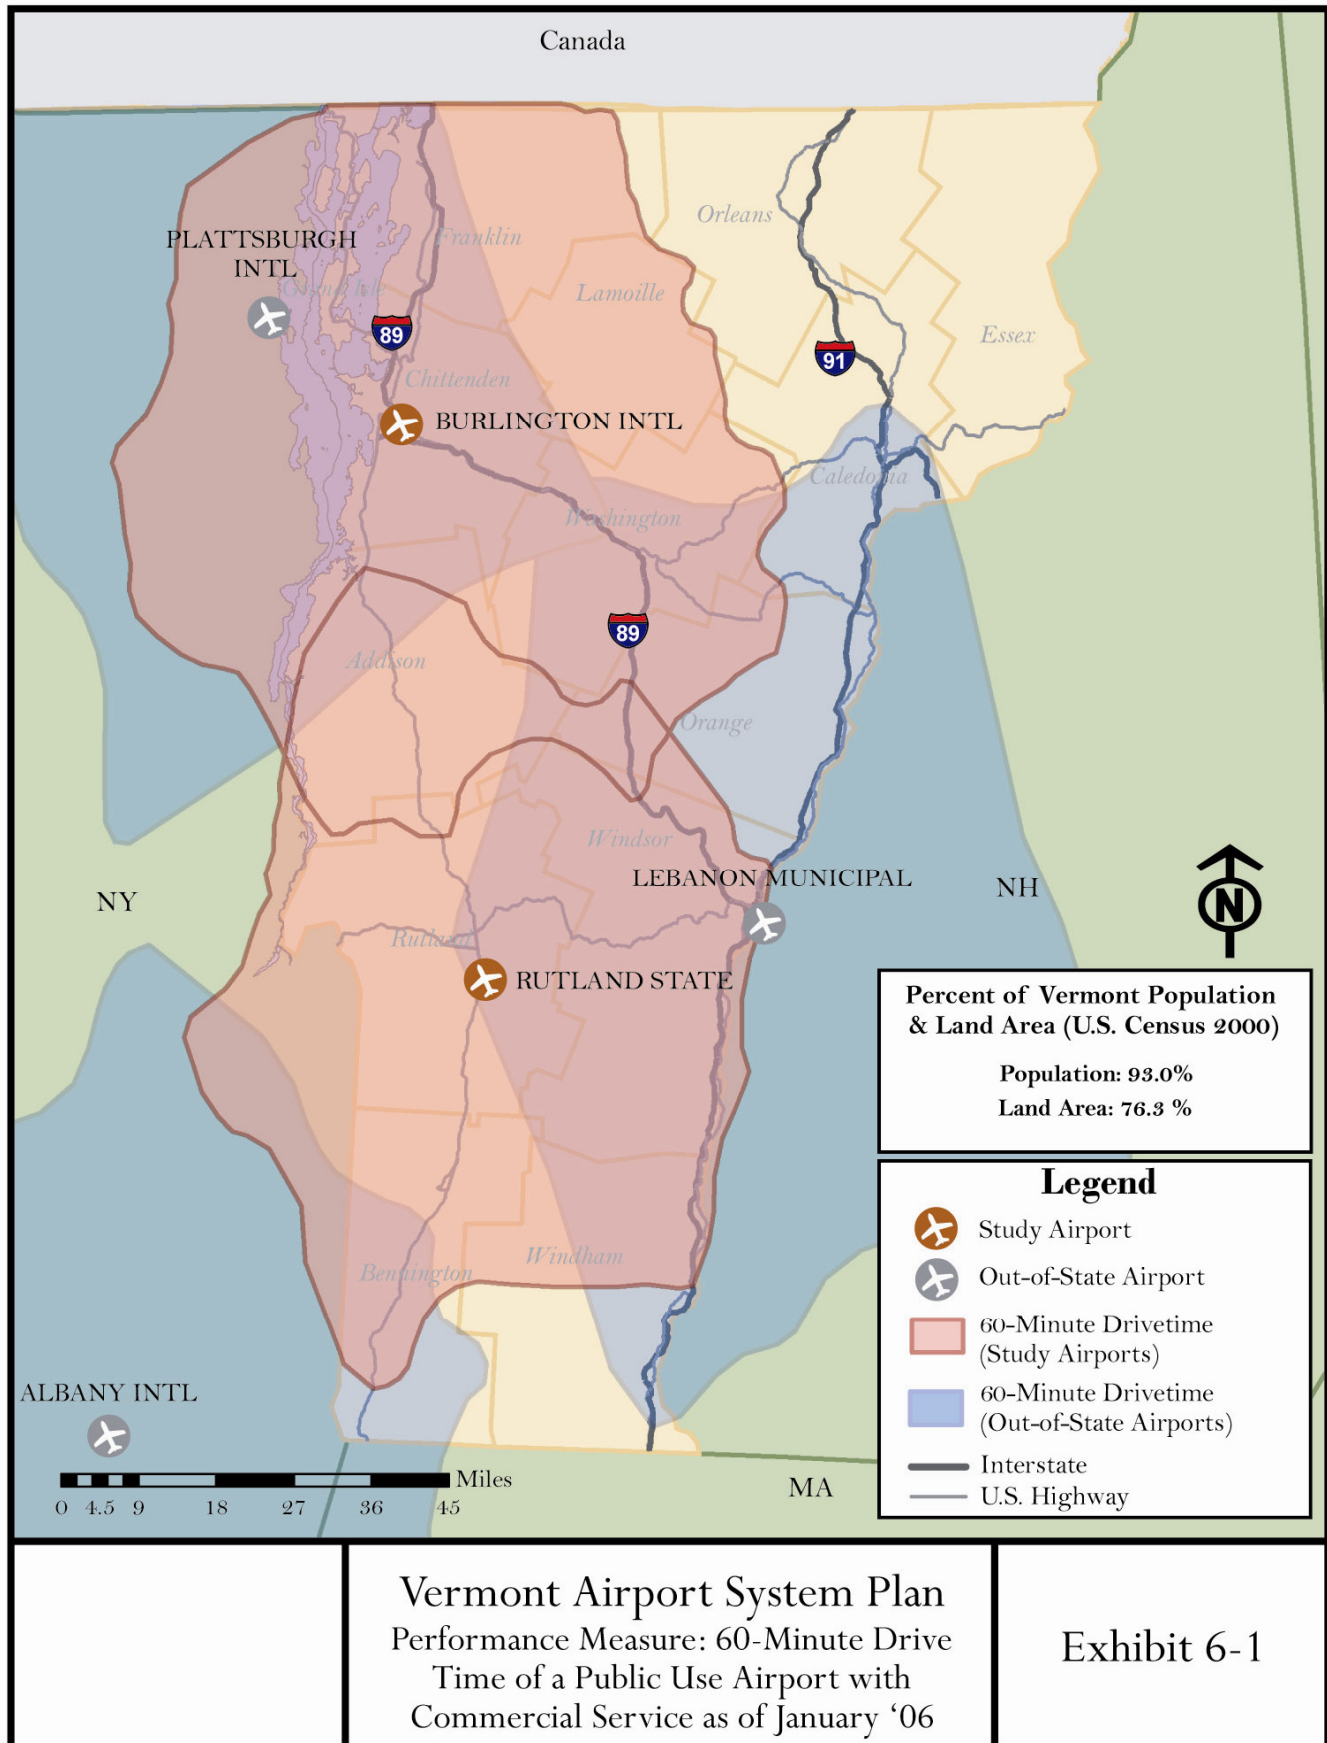 Canada
Orleans
PLATTSBURGH
INTL
Franklin
Grand Isle
Lamoille
89
Essex
91
Chittenden
BURLINGTON INTL
Caledonia
Washington
89
Addison
Orange
Windsor
LEBANON MUNICIPAL
NH
NY
N
Rutland
RUTLAND STATE
Percent of Vermont Population
& Land Area (U.S. Census 2000)
Population: 93.0%
Land Area: 76.3 %
Legend
Study Airport
Out-of-State Airport
60-Minute Drivetime
(Study Airports)
60-Minute Drivetime
(Out-of-State Airports)
Interstate
U.S. Highway
Windham
Bennington
ALBANY INTL
Miles
0 4.5 9 18 27 36 45
MA
Vermont Airport System Plan
Performance Measure: 60-Minute Drive
Time of a Public Use Airport with
Commercial Service as of January ‘06
Exhibit 6-1